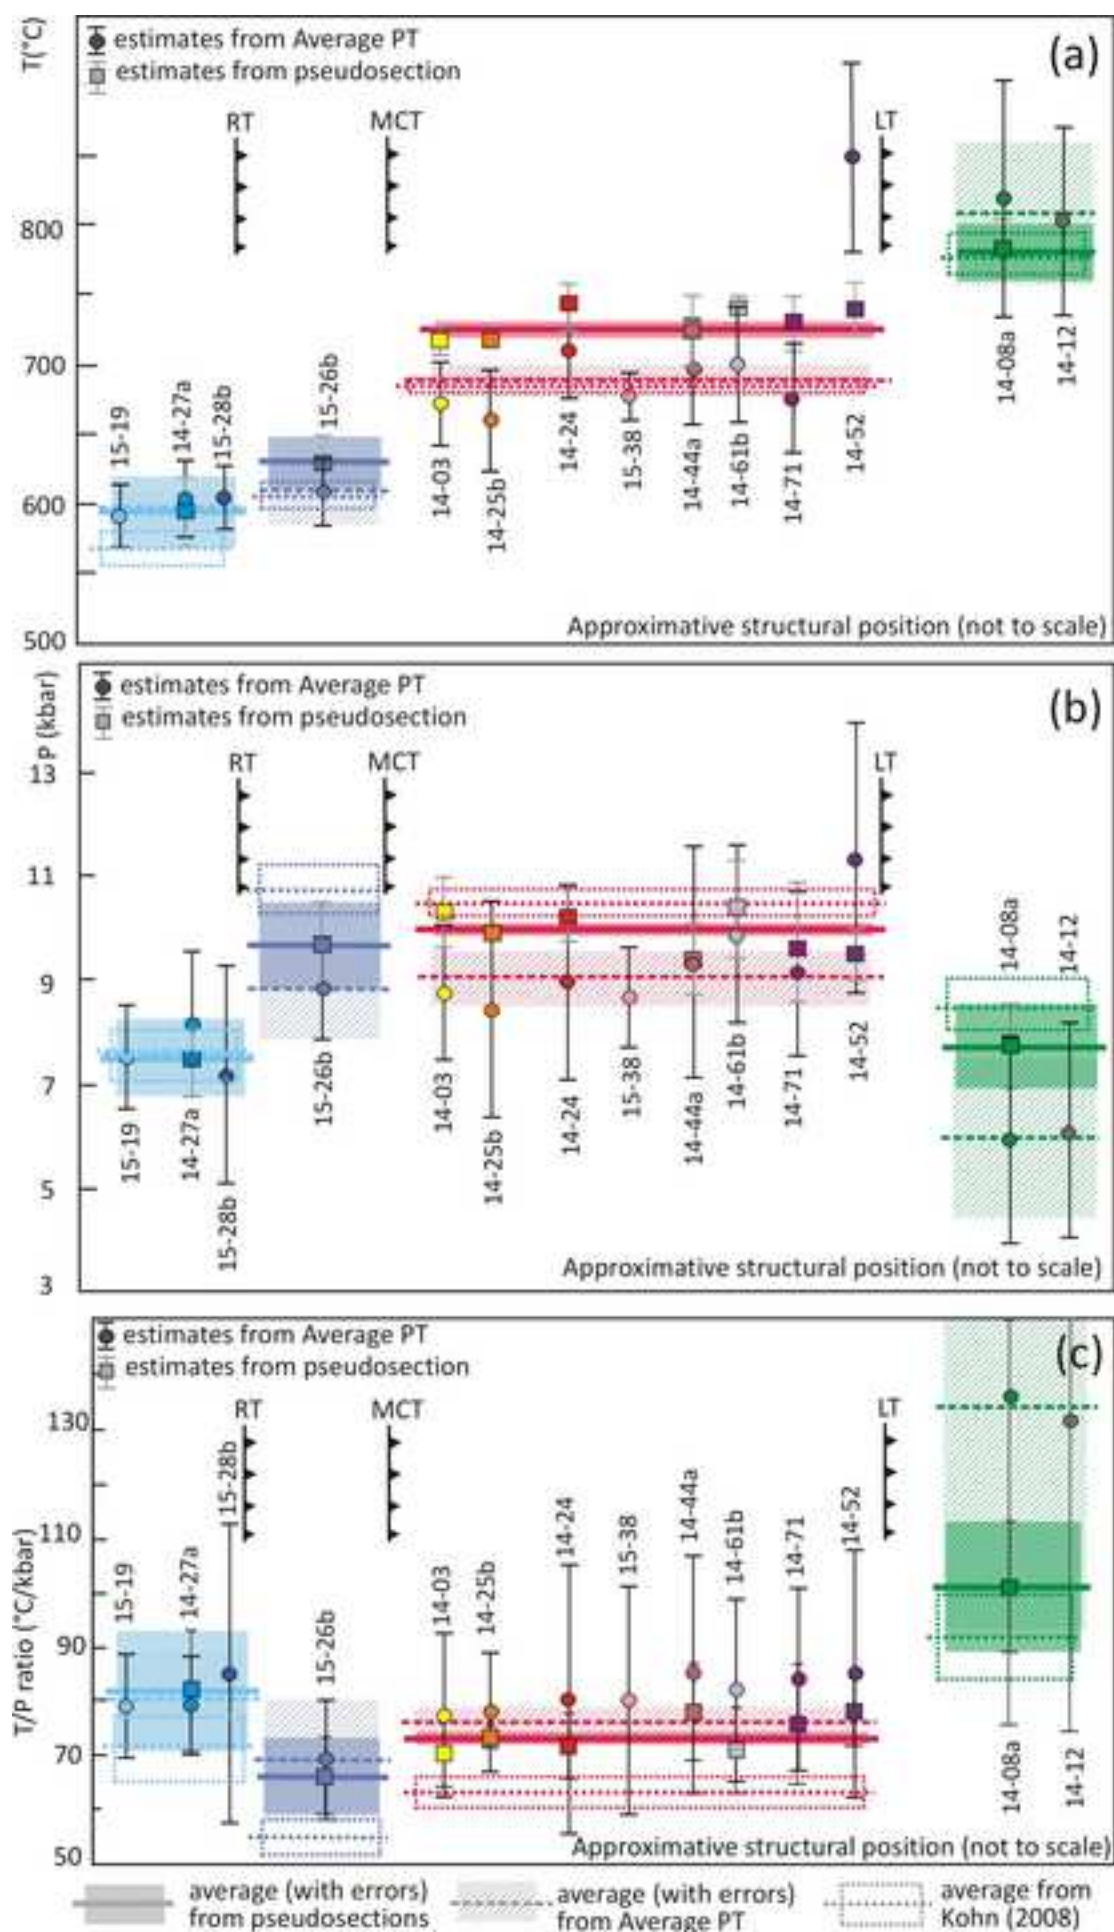 (a)
T(°C)
estimates from Average PT
estimates from pseudosection
RT
MCT
LT
800
700
600
500
15-19
14-27a
15-28b
15-26b
14-03
14-25b
14-24
15-38
14-44a
14-61b
14-71
14-52
14-08a
14-12
Approximative structural position (not to scale)
(b)
P (kbar)
estimates from Average PT
estimates from pseudosection
RT
MCT
LT
13
11
9
7
5
3
15-19
14-27a
15-28b
15-26b
14-03
14-25b
14-24
15-38
14-44a
14-61b
14-71
14-52
14-08a
14-12
Approximative structural position (not to scale)
(c)
T/P ratio (°C/kbar)
estimates from Average PT
estimates from pseudosection
RT
MCT
LT
130
110
90
70
50
15-19
14-27a
15-28b
15-26b
14-03
14-25b
14-24
15-38
14-44a
14-61b
14-71
14-52
14-08a
14-12
Approximative structural position (not to scale)
average (with errors)
from pseudosections
average (with errors)
from Average PT
average from
Kohn (2008)